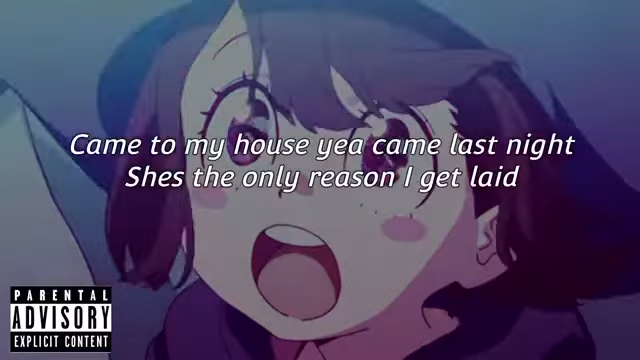 Came to my house yea came last night
Shes the only reason I get laid
PARENTAL
ADVISORY
EXPLICIT CONTENT